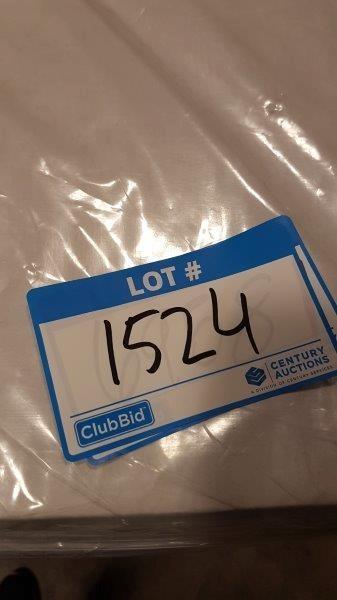 LOT #
1524
ClubBid
CENTURY
AUCTIONS
A DIVISION OF CENTURY SERVICES